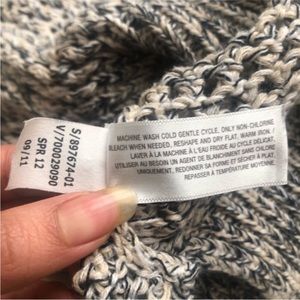 S/897674-01
V/700029090
SPR 12
09/11
MACHINE WASH COLD GENTLE CYCLE, ONLY NON-CHLORINE
BLEACH WHEN NEEDED, RESHAPE AND DRY FLAT, WARM IRON /
LAVER À LA MACHINE À L'EAU FROIDE AU CYCLE DÉLICAT,
UTILISER AU BESOIN UN AGENT DE BLANCHIMENT SANS CHLORE
UNIQUEMENT, REDONNER SA FORME ET SÉCHER À PLAT,
REPASSER À TEMPÉRATURE MOYENNE